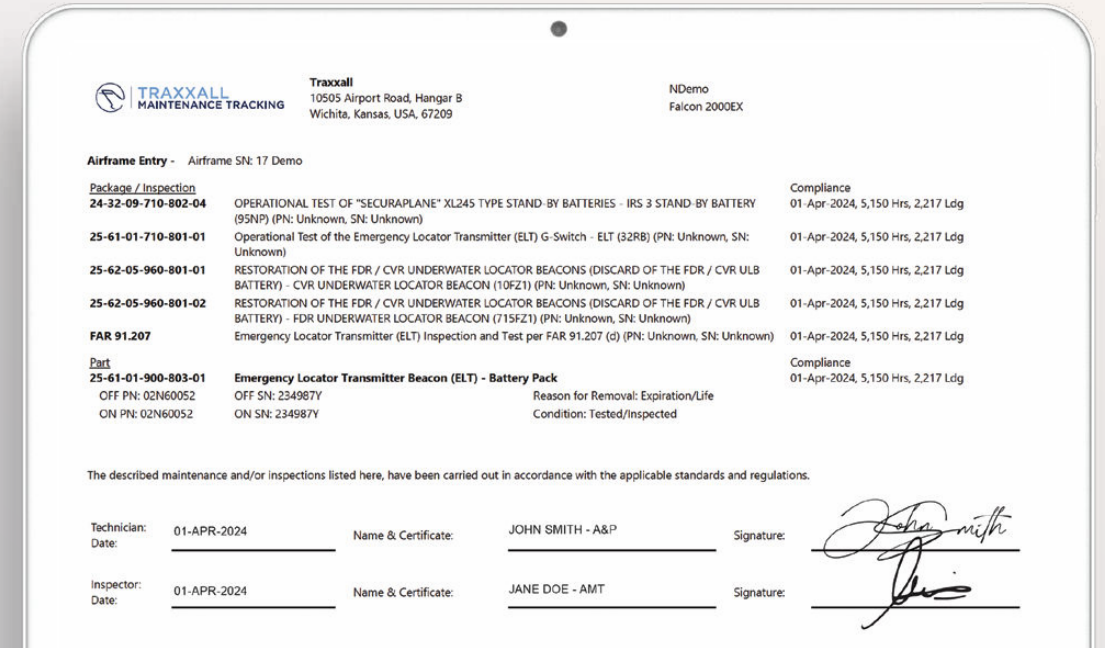 TRAXXALL
MAINTENANCE TRACKING
Traxxall
10505 Airport Road, Hangar B
Wichita, Kansas, USA, 67209
NDemo
Falcon 2000EX
Airframe Entry - Airframe SN: 17 Demo
Package / Inspection Compliance
24-32-09-710-802-04 OPERATIONAL TEST OF "SECURAPLANE" XL245 TYPE STAND-BY BATTERIES - IRS 3 STAND-BY BATTERY 01-Apr-2024, 5,150 Hrs, 2,217 Ldg
(95NP) (PN: Unknown, SN: Unknown)
25-61-01-710-801-01 Operational Test of the Emergency Locator Transmitter (ELT) G-Switch - ELT (32RB) (PN: Unknown, SN: 01-Apr-2024, 5,150 Hrs, 2,217 Ldg
Unknown)
25-62-05-960-801-01 RESTORATION OF THE FDR / CVR UNDERWATER LOCATOR BEACONS (DISCARD OF THE FDR / CVR ULB 01-Apr-2024, 5,150 Hrs, 2,217 Ldg
BATTERY) - CVR UNDERWATER LOCATOR BEACON (10FZ1) (PN: Unknown, SN: Unknown)
25-62-05-960-801-02 RESTORATION OF THE FDR / CVR UNDERWATER LOCATOR BEACONS (DISCARD OF THE FDR / CVR ULB 01-Apr-2024, 5,150 Hrs, 2,217 Ldg
BATTERY) - FDR UNDERWATER LOCATOR BEACON (715FZ1) (PN: Unknown, SN: Unknown)
FAR 91.207 Emergency Locator Transmitter (ELT) Inspection and Test per FAR 91.207 (d) (PN: Unknown, SN: Unknown) 01-Apr-2024, 5,150 Hrs, 2,217 Ldg
Part Compliance
25-61-01-900-803-01 Emergency Locator Transmitter Beacon (ELT) - Battery Pack 01-Apr-2024, 5,150 Hrs, 2,217 Ldg
OFF PN: 02N60052 OFF SN: 234987Y Reason for Removal: Expiration/Life
ON PN: 02N60052 ON SN: 234987Y Condition: Tested/Inspected
The described maintenance and/or inspections listed here, have been carried out in accordance with the applicable standards and regulations.
Technician:
Date: 01-APR-2024 Name & Certificate: JOHN SMITH - A&P Signature: John Smith
Inspector:
Date: 01-APR-2024 Name & Certificate: JANE DOE - AMT Signature: